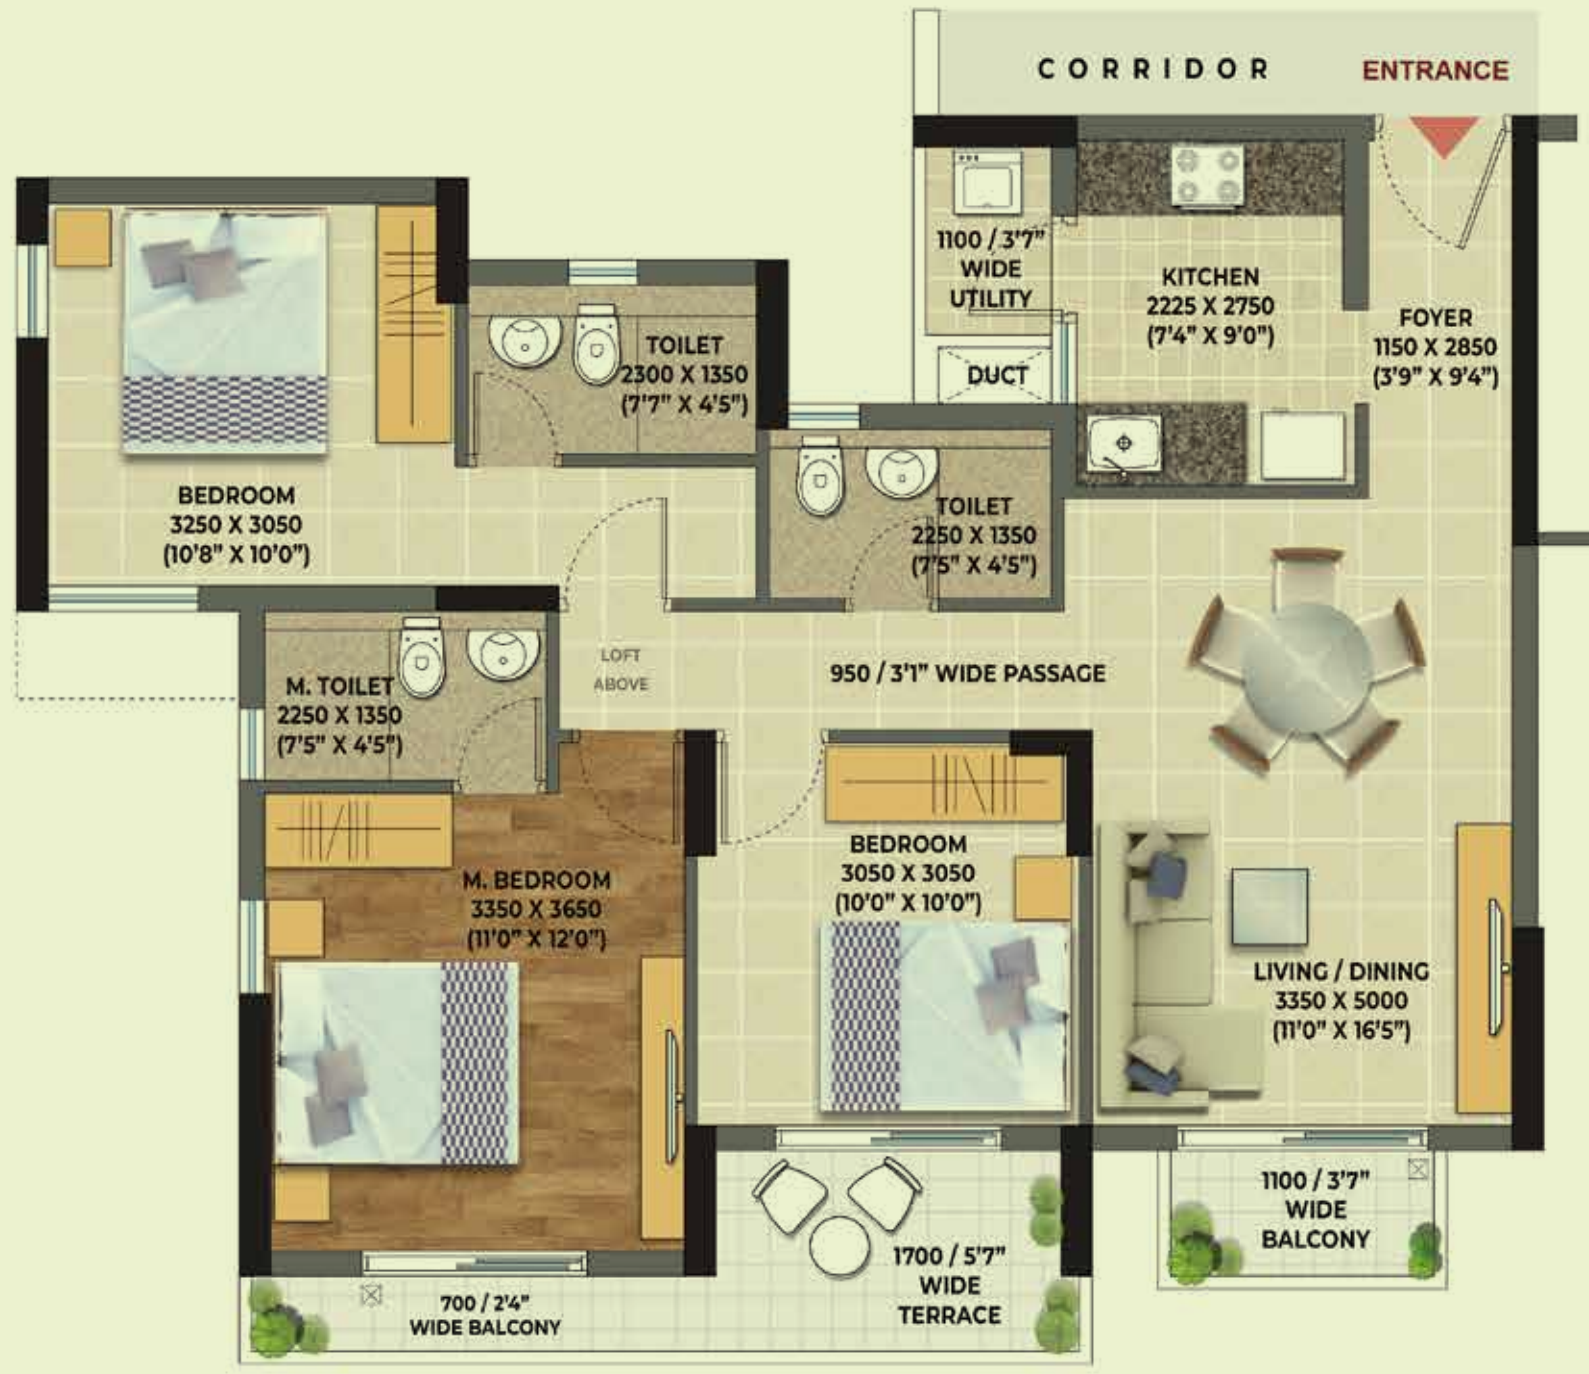 CORRIDOR
ENTRANCE
1100 / 3'7"
WIDE
UTILITY
KITCHEN
2225 X 2750
(7'4" X 9'0")
FOYER
1150 X 2850
(3'9" X 9'4")
DUCT
TOILET
2300 X 1350
(7'7" X 4'5")
BEDROOM
3250 X 3050
(10'8" X 10'0")
TOILET
2250 X 1350
(7'5" X 4'5")
LOFT
ABOVE
950 / 3'1" WIDE PASSAGE
M. TOILET
2250 X 1350
(7'5" X 4'5")
M. BEDROOM
3350 X 3650
(11'0" X 12'0")
BEDROOM
3050 X 3050
(10'0" X 10'0")
LIVING / DINING
3350 X 5000
(11'0" X 16'5")
1100 / 3'7"
WIDE
BALCONY
1700 / 5'7"
WIDE
TERRACE
700 / 2'4"
WIDE BALCONY